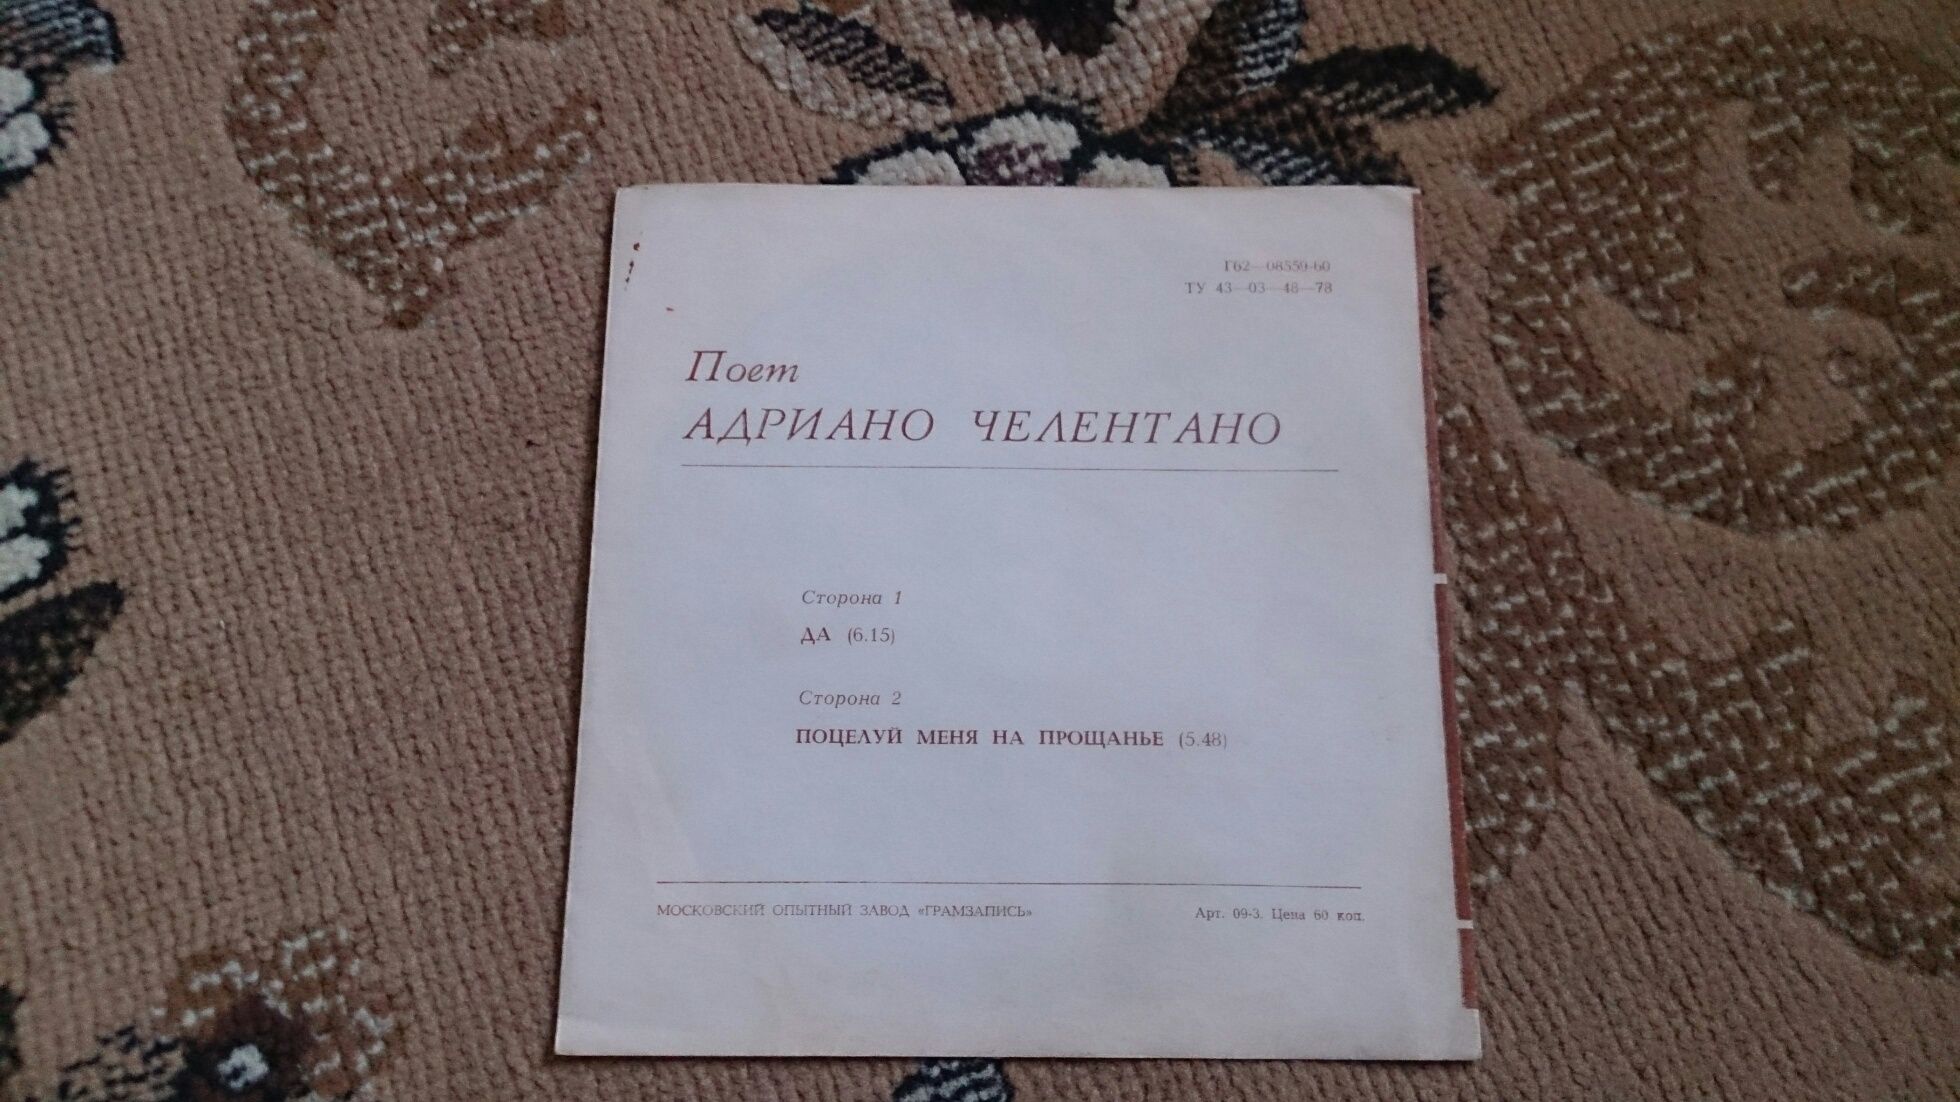 Г62—08559-60
ТУ 43—03—48—78
Поет
АДРИАНО ЧЕЛЕНТАНО
Сторона 1
ДА (6.15)
Сторона 2
ПОЦЕЛУЙ МЕНЯ НА ПРОЩАНЬЕ (5.48)
МОСКОВСКИЙ ОПЫТНЫЙ ЗАВОД «ГРАМЗАПИСЬ»
Арт. 09-3. Цена 60 коп.